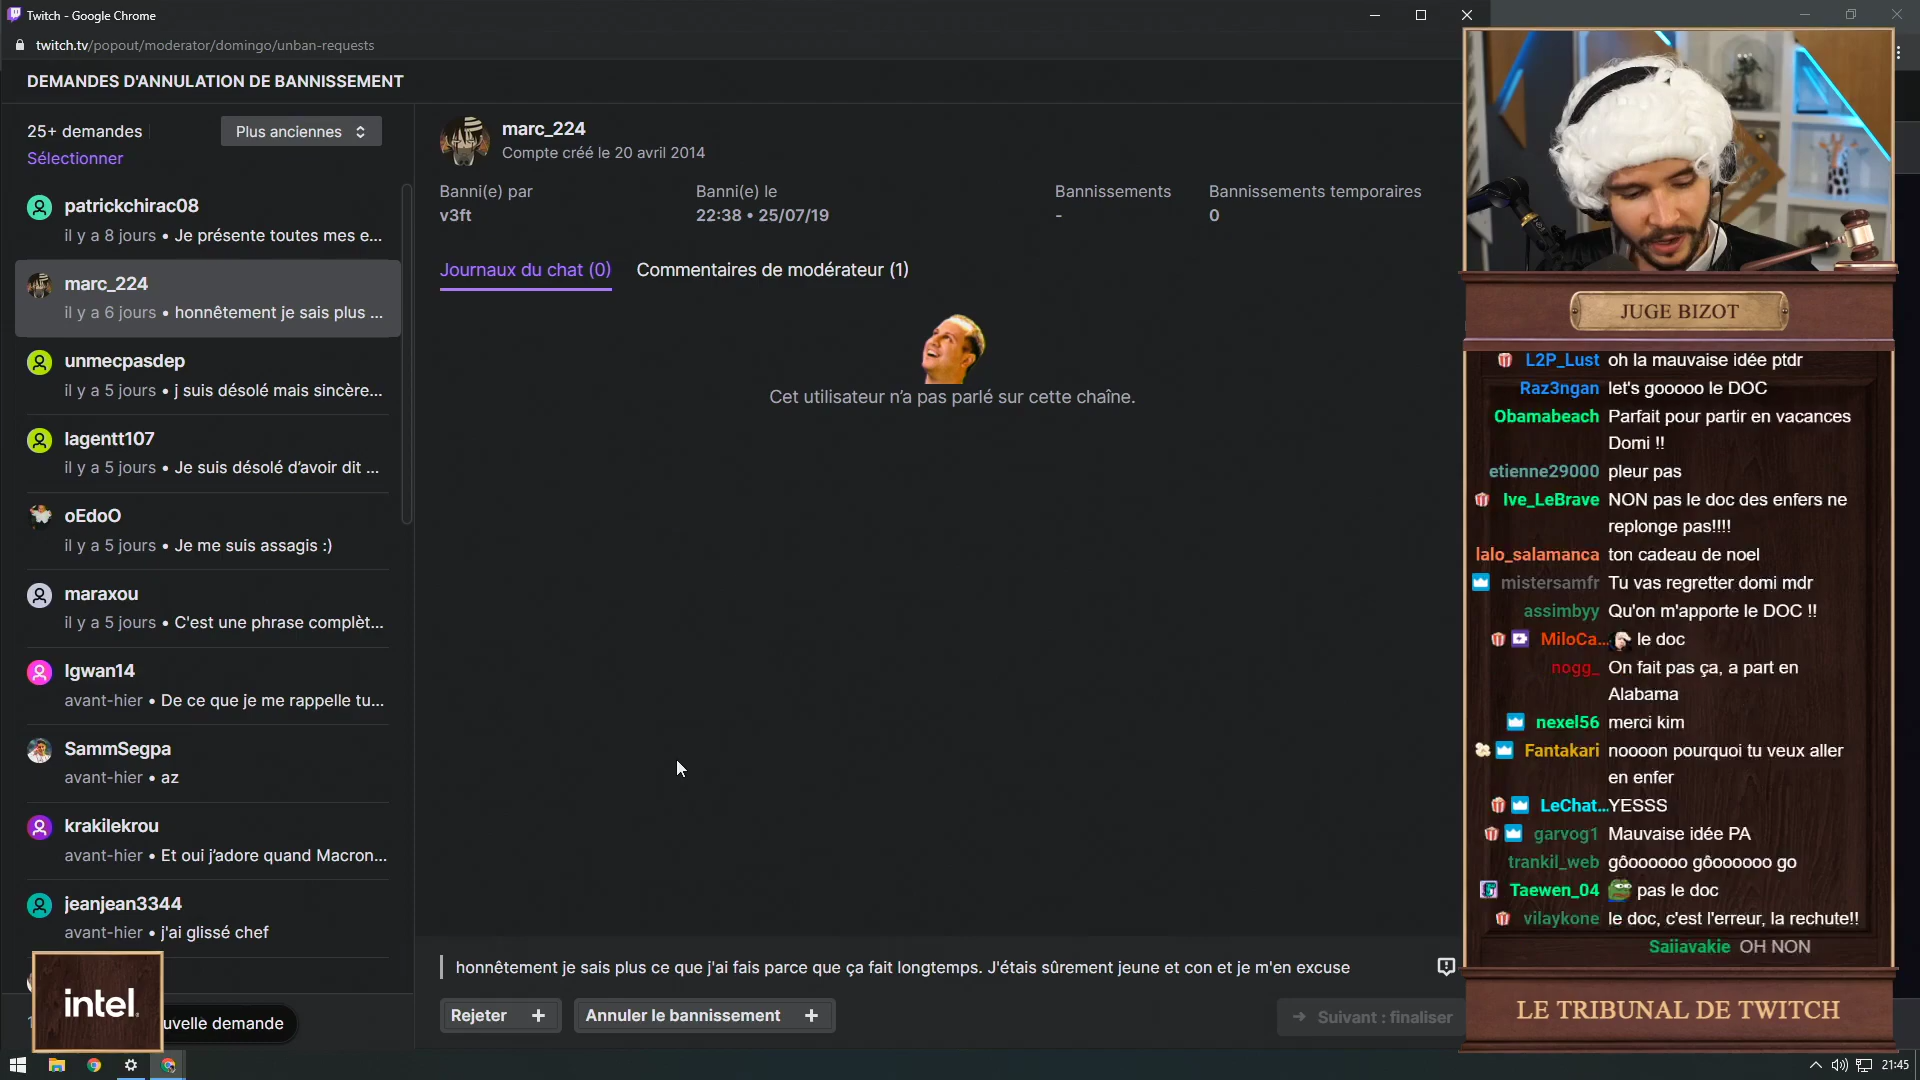 Twitch - Google Chrome
twitch.tv/popout/moderator/domingo/unban-requests
DEMANDES D'ANNULATION DE BANNISSEMENT
25+ demandes
Plus anciennes
Sélectionner
patrickchirac08
il y a 8 jours • Je présente toutes mes e...
marc_224
il y a 6 jours • honnêtement je sais plus ...
unmecpasdep
il y a 5 jours • j suis désolé mais sincère...
lagentt107
il y a 5 jours • Je suis désolé d'avoir dit ...
oEdoO
il y a 5 jours • Je me suis assagis :)
maraxou
il y a 5 jours • C'est une phrase complèt...
lgwan14
avant-hier • De ce que je me rappelle tu...
SammSegpa
avant-hier • az
krakilekrou
avant-hier • Et oui j'adore quand Macron...
jeanjean3344
avant-hier • j'ai glissé chef
intel.
uvelle demande
marc_224
Compte créé le 20 avril 2014
Banni(e) par
v3ft
Banni(e) le
22:38 • 25/07/19
Bannissements
-
Bannissements temporaires
0
Journaux du chat (0)
Commentaires de modérateur (1)
Cet utilisateur n'a pas parlé sur cette chaîne.
honnêtement je sais plus ce que j'ai fais parce que ça fait longtemps. J'étais sûrement jeune et con et je m'en excuse
Rejeter +
Annuler le bannissement +
→ Suivant : finaliser
JUGE BIZOT
L2P_Lust oh la mauvaise idée ptdr
Raz3ngan let's gooooo le DOC
Obamabeach Parfait pour partir en vacances
Domi !!
etienne29000 pleur pas
Ive_LeBrave NON pas le doc des enfers ne
replonge pas!!!!
lalo_salamanca ton cadeau de noel
mistersamfr Tu vas regretter domi mdr
assimbyy Qu'on m'apporte le DOC !!
MiloCa... le doc
nogg_ On fait pas ça, a part en
Alabama
nexel56 merci kim
Fantakari noooon pourquoi tu veux aller
en enfer
LeChat...YESSS
garvog1 Mauvaise idée PA
trankil_web gôoooooo gôoooooo go
Taewen_04 pas le doc
vilaykone le doc, c'est l'erreur, la rechute!!
Saiiavakie OH NON
LE TRIBUNAL DE TWITCH
21:45